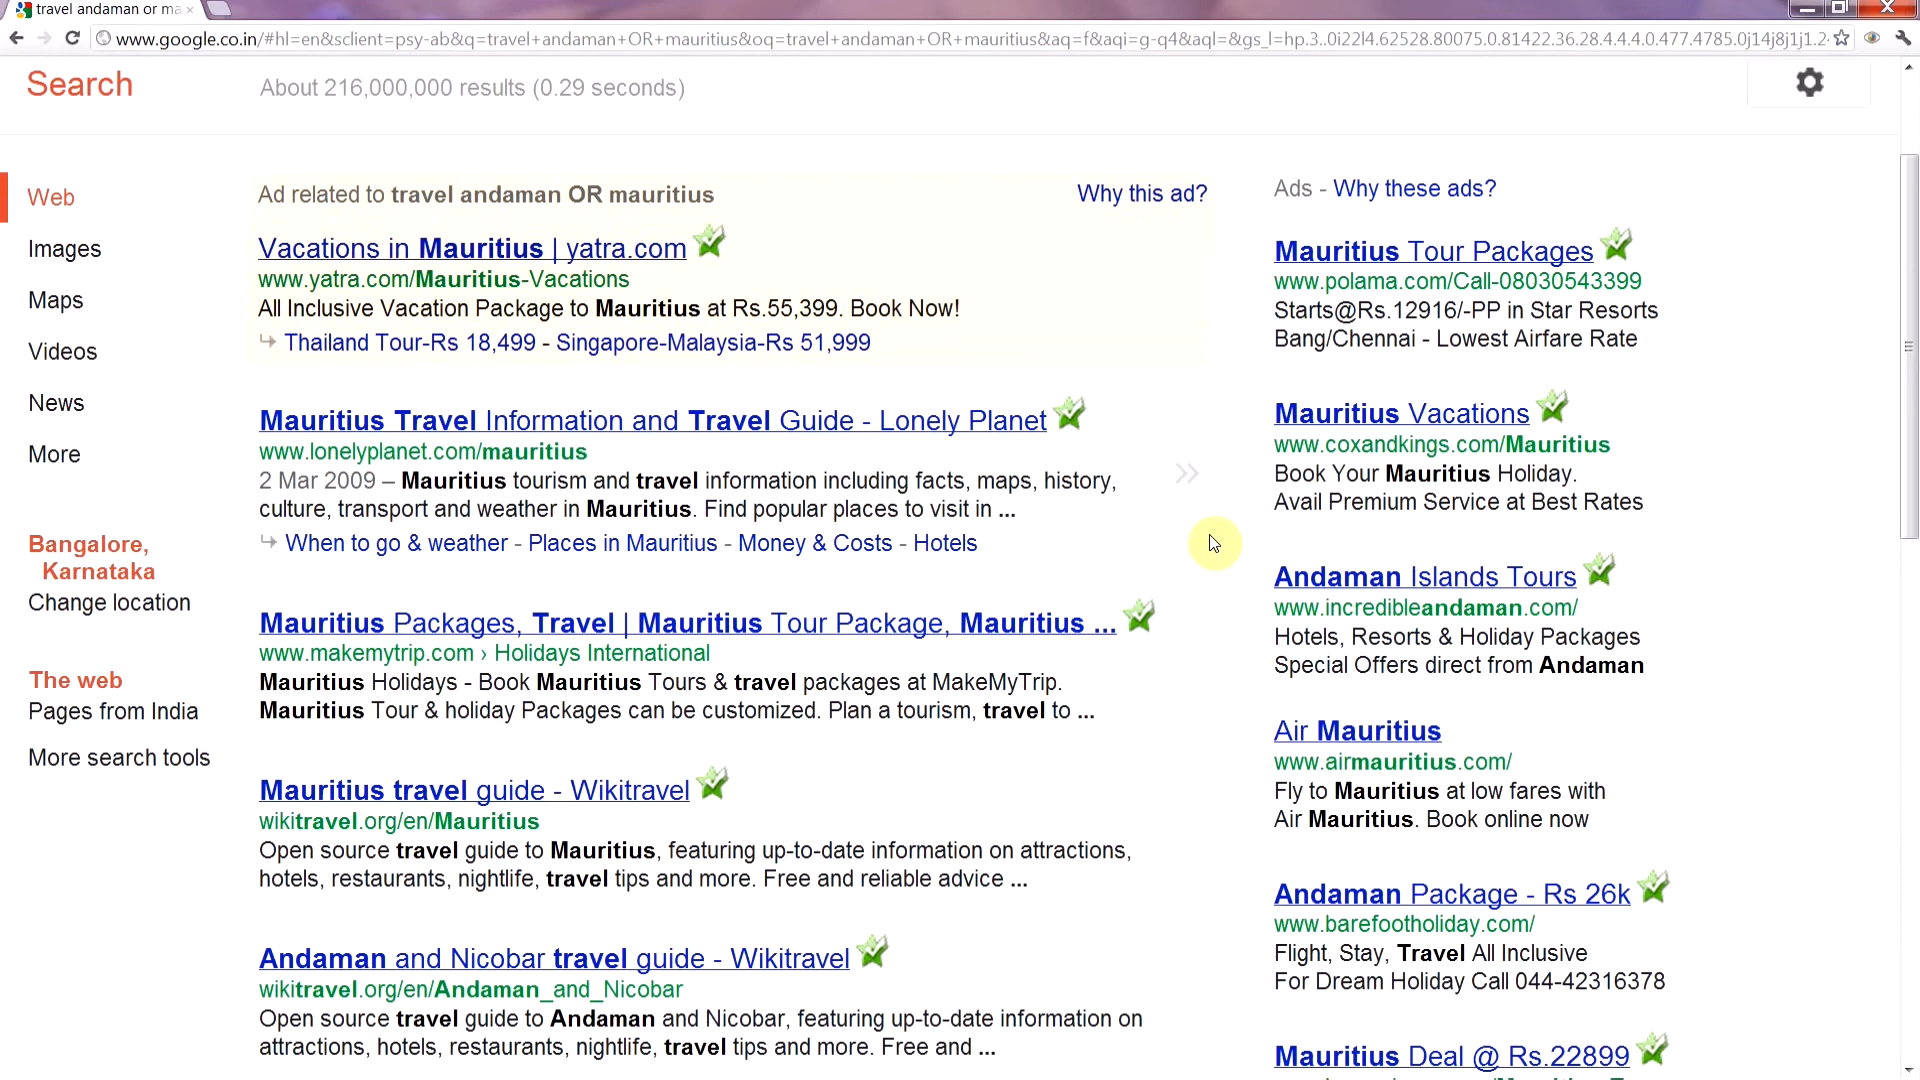 travel andaman or ma
www.google.co.in/#hl=en&sclient=psy-ab&q=travel+andaman+OR+mauritius&oq=travel+andaman+OR+mauritius&aq=f&aqi=g-q4&aql=&gs_l=hp.3..0i22l4.62528.80075.0.81422.36.28.4.4.4.0.477.4785.0j14j8j1j1.2
Search
About 216,000,000 results (0.29 seconds)
Web
Images
Maps
Videos
News
More
Bangalore,
Karnataka
Change location
The web
Pages from India
More search tools
Ad related to travel andaman OR mauritius
Why this ad?
Vacations in Mauritius | yatra.com
www.yatra.com/Mauritius-Vacations
All Inclusive Vacation Package to Mauritius at Rs.55,399. Book Now!
Thailand Tour-Rs 18,499 - Singapore-Malaysia-Rs 51,999
Mauritius Travel Information and Travel Guide - Lonely Planet
www.lonelyplanet.com/mauritius
2 Mar 2009 – Mauritius tourism and travel information including facts, maps, history,
culture, transport and weather in Mauritius. Find popular places to visit in ...
When to go & weather - Places in Mauritius - Money & Costs - Hotels
Mauritius Packages, Travel | Mauritius Tour Package, Mauritius ...
www.makemytrip.com › Holidays International
Mauritius Holidays - Book Mauritius Tours & travel packages at MakeMyTrip.
Mauritius Tour & holiday Packages can be customized. Plan a tourism, travel to ...
Mauritius travel guide - Wikitravel
wikitravel.org/en/Mauritius
Open source travel guide to Mauritius, featuring up-to-date information on attractions,
hotels, restaurants, nightlife, travel tips and more. Free and reliable advice ...
Andaman and Nicobar travel guide - Wikitravel
wikitravel.org/en/Andaman_and_Nicobar
Open source travel guide to Andaman and Nicobar, featuring up-to-date information on
attractions, hotels, restaurants, nightlife, travel tips and more. Free and ...
Ads - Why these ads?
Mauritius Tour Packages
www.polama.com/Call-08030543399
Starts@Rs.12916/-PP in Star Resorts
Bang/Chennai - Lowest Airfare Rate
Mauritius Vacations
www.coxandkings.com/Mauritius
Book Your Mauritius Holiday.
Avail Premium Service at Best Rates
Andaman Islands Tours
www.incredibleandaman.com/
Hotels, Resorts & Holiday Packages
Special Offers direct from Andaman
Air Mauritius
www.airmauritius.com/
Fly to Mauritius at low fares with
Air Mauritius. Book online now
Andaman Package - Rs 26k
www.barefootholiday.com/
Flight, Stay, Travel All Inclusive
For Dream Holiday Call 044-42316378
Mauritius Deal @ Rs.22899